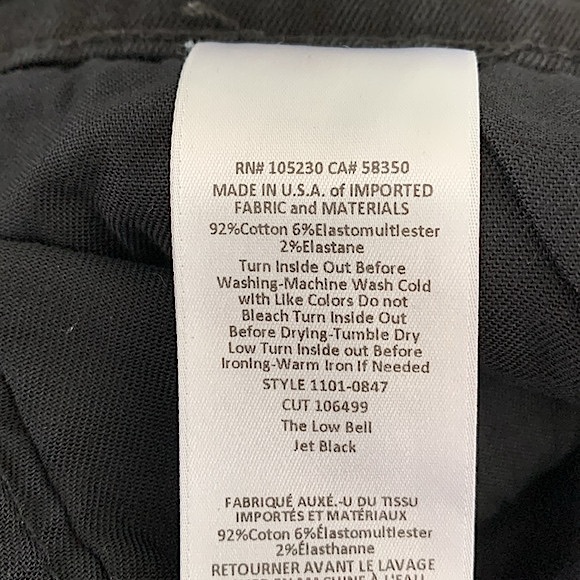 RN# 105230 CA# 58350
MADE IN U.S.A. of IMPORTED
FABRIC and MATERIALS
92%Cotton 6%Elastomultlester
2%Elastane
Turn Inside Out Before
Washing-Machine Wash Cold
with Like Colors Do not
Bleach Turn Inside Out
Before Drying-Tumble Dry
Low Turn Inside out Before
Ironing-Warm Iron If Needed
STYLE 1101-0847
CUT 106499
The Low Bell
Jet Black
FABRIQUÉ AUXÉ.-U DU TISSU
IMPORTÉS ET MATÉRIAUX
92%Coton 6%Élastomultlester
2%Élasthanne
RETOURNER AVANT LE LAVAGE
À L'EAU